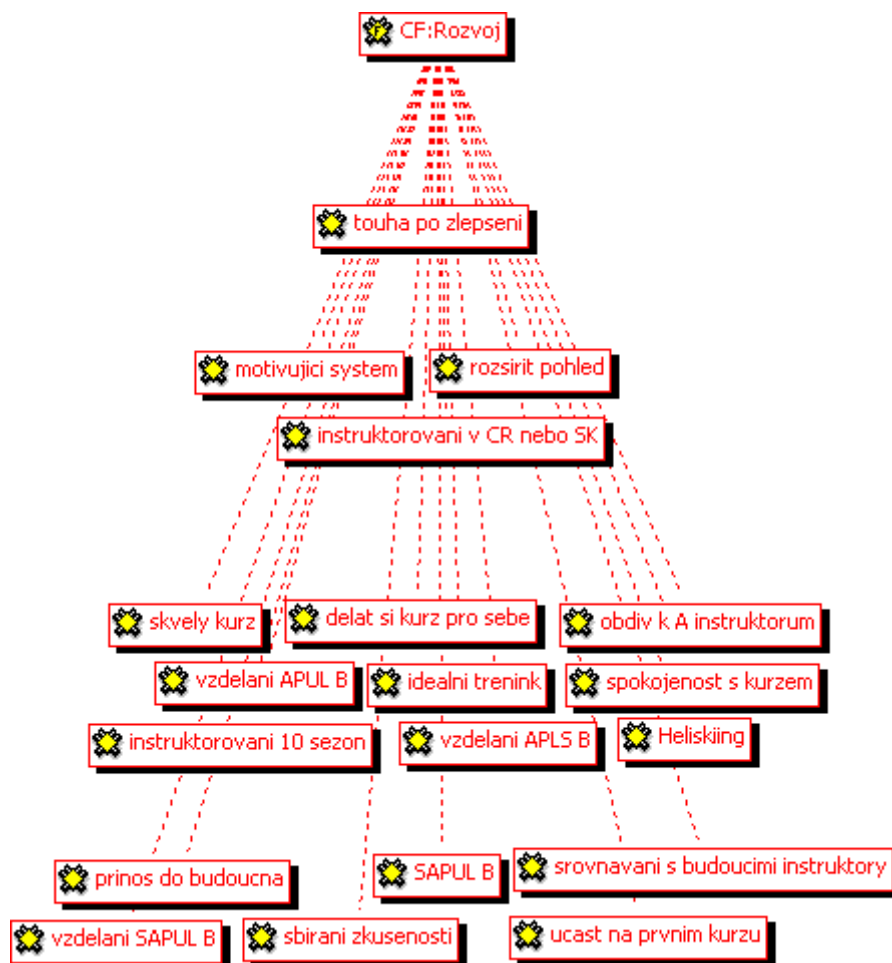 CF:Rozvoj
touha po zlepseni
motivujici system
rozsirit pohled
instruktorovani v CR nebo SK
skvely kurz
delat si kurz pro sebe
obdiv k A instruktorum
vzdelani APUL B
idealni trenink
spokojenost s kurzem
instruktorovani 10 sezon
vzdelani APLS B
Heliskiing
prinos do budoucna
SAPUL B
srovnavani s budoucimi instruktory
vzdelani SAPUL B
sbirani zkusenosti
ucast na prvnim kurzu